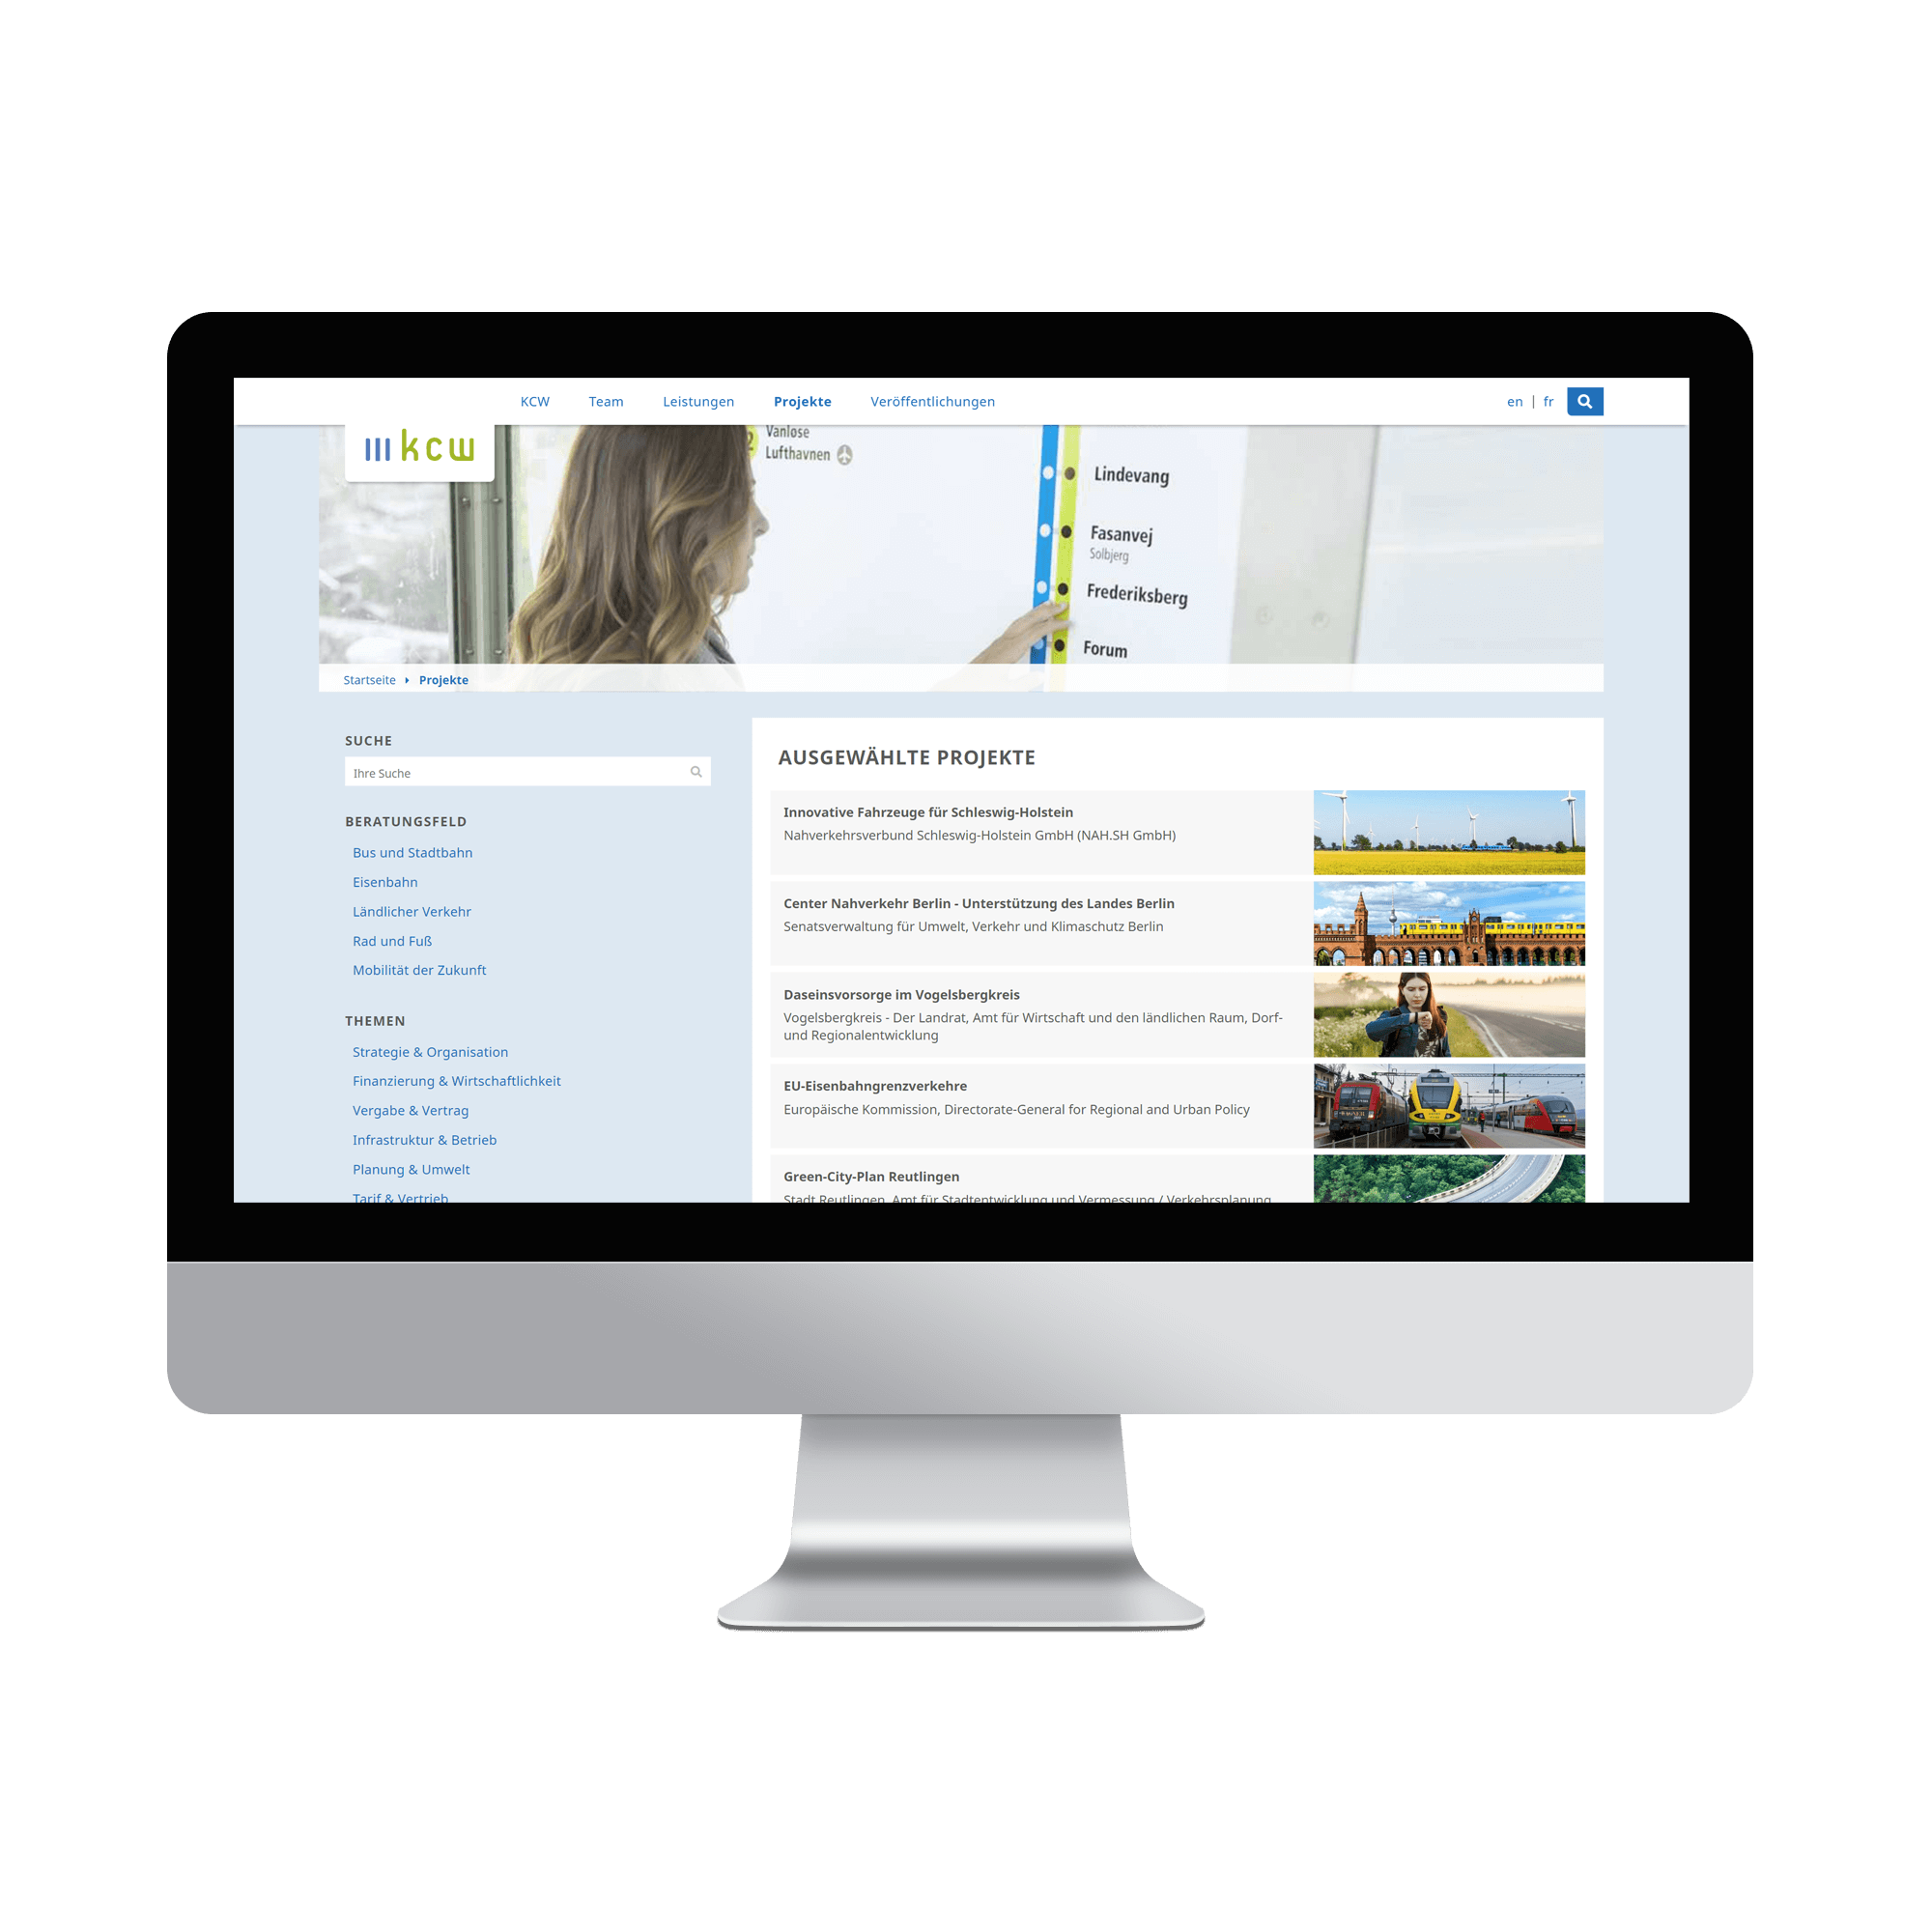 KCW Team Leistungen Projekte Veröffentlichungen en | fr
kcw
2 Vanløse
Lufthavnen
Lindevang
Fasanvej
Solbjerg
Frederiksberg
Forum
Startseite Projekte
SUCHE
Ihre Suche
BERATUNGSFELD
Bus und Stadtbahn
Eisenbahn
Ländlicher Verkehr
Rad und Fuß
Mobilität der Zukunft
THEMEN
Strategie & Organisation
Finanzierung & Wirtschaftlichkeit
Vergabe & Vertrag
Infrastruktur & Betrieb
Planung & Umwelt
Tarif & Vertrieb
AUSGEWÄHLTE PROJEKTE
Innovative Fahrzeuge für Schleswig-Holstein
Nahverkehrsverbund Schleswig-Holstein GmbH (NAH.SH GmbH)
Center Nahverkehr Berlin - Unterstützung des Landes Berlin
Senatsverwaltung für Umwelt, Verkehr und Klimaschutz Berlin
Daseinsvorsorge im Vogelsbergkreis
Vogelsbergkreis - Der Landrat, Amt für Wirtschaft und den ländlichen Raum, Dorf-
und Regionalentwicklung
EU-Eisenbahngrenzverkehre
Europäische Kommission, Directorate-General for Regional and Urban Policy
Green-City-Plan Reutlingen
Stadt Reutlingen, Amt für Stadtentwicklung und Vermessung / Verkehrsplanung